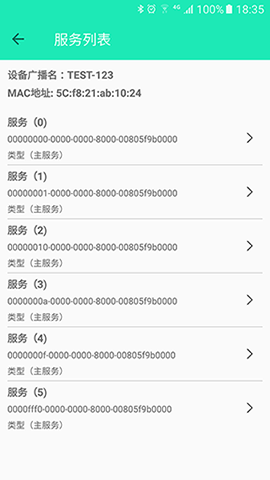 4G 100% 18:35
服务列表
设备广播名：TEST-123
MAC地址: 5C:f8:21:ab:10:24
服务（0）
00000000-0000-0000-8000-00805f9b0000
类型（主服务）
服务（1）
00000001-0000-0000-8000-00805f9b0000
类型（主服务）
服务（2）
00000010-0000-0000-8000-00805f9b0000
类型（主服务）
服务（3）
0000000a-0000-0000-8000-00805f9b0000
类型（主服务）
服务（4）
0000000f-0000-0000-8000-00805f9b0000
类型（主服务）
服务（5）
0000fff0-0000-0000-8000-00805f9b0000
类型（主服务）